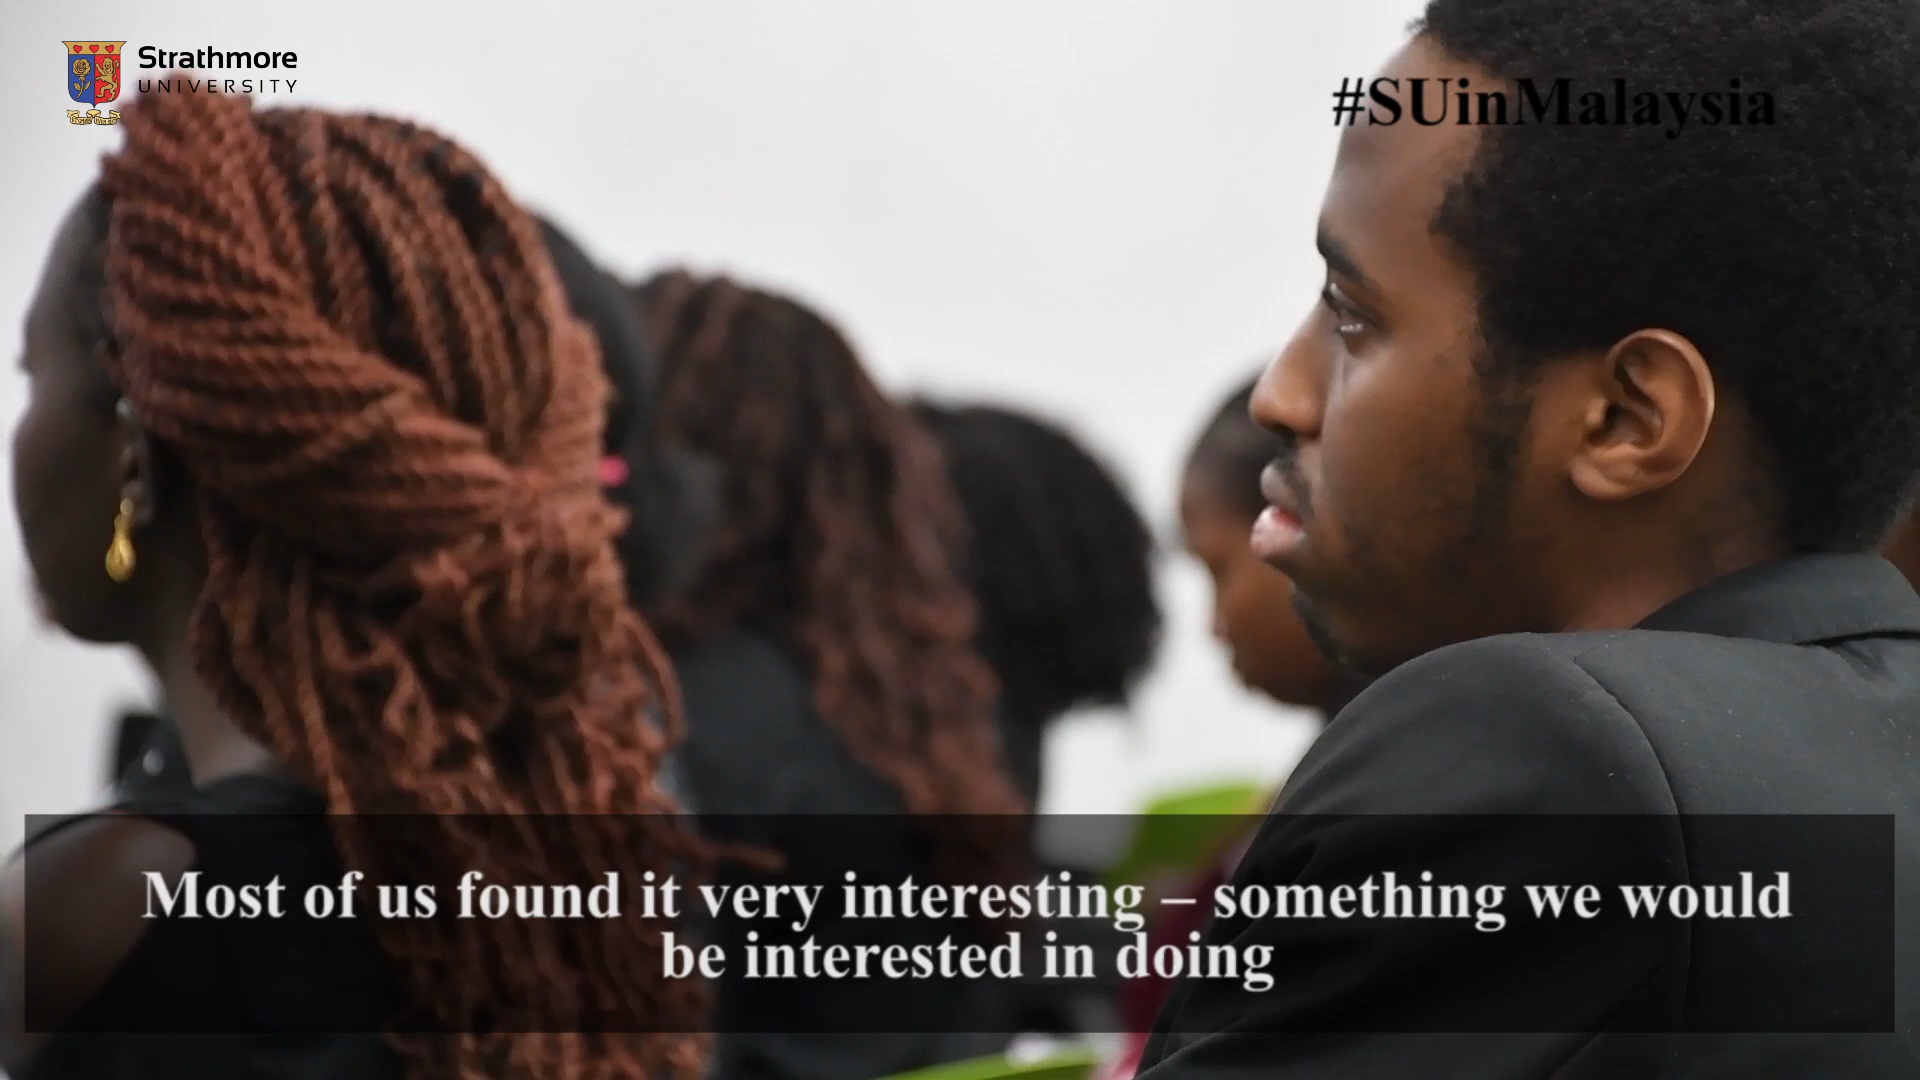 Strathmore
UNIVERSITY
#SUinMalaysia
Most of us found it very interesting – something we would
be interested in doing